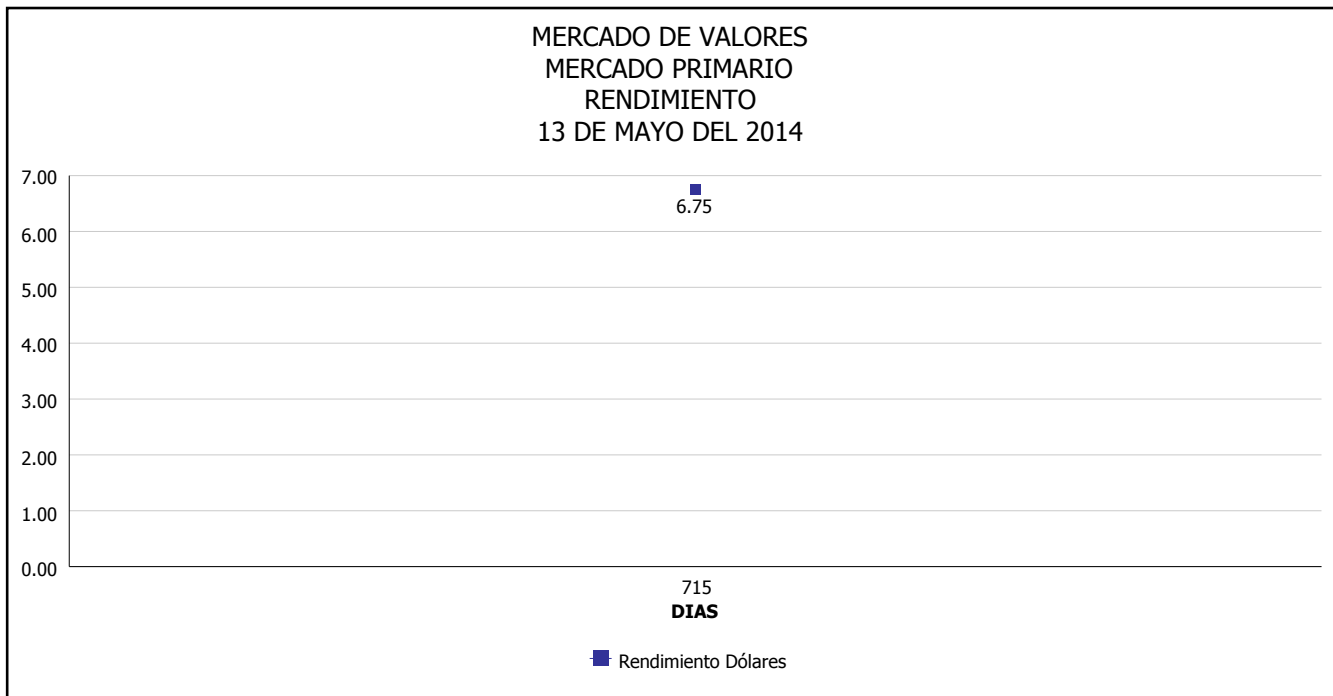 MERCADO DE VALORES
MERCADO PRIMARIO
RENDIMIENTO
13 DE MAYO DEL 2014
7.00
6.75
6.00
5.00
4.00
3.00
2.00
1.00
0.00
715
DIAS
Rendimiento Dólares